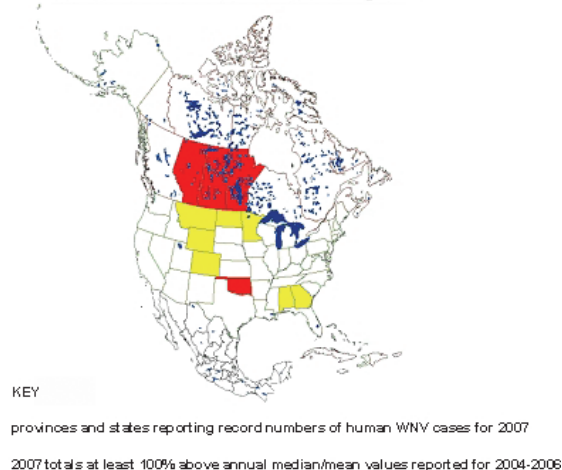 KEY
provinces and states reporting record numbers of human WNV cases for 2007
2007 totals at least 100% above annual median/mean values reported for 2004-2006